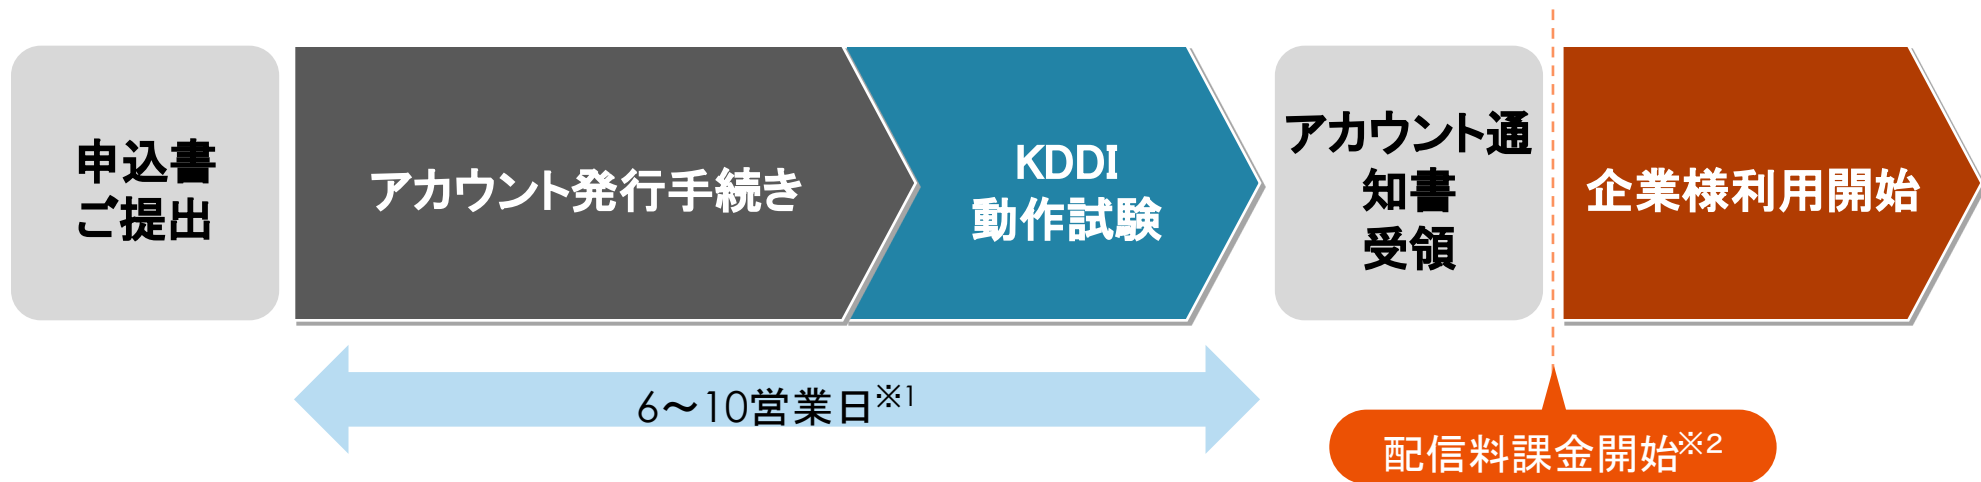 申込書
ご提出
アカウント発行手続き
KDDI
動作試験
アカウント通
知書
受領
企業様利用開始
6～10営業日※1
配信料課金開始※2